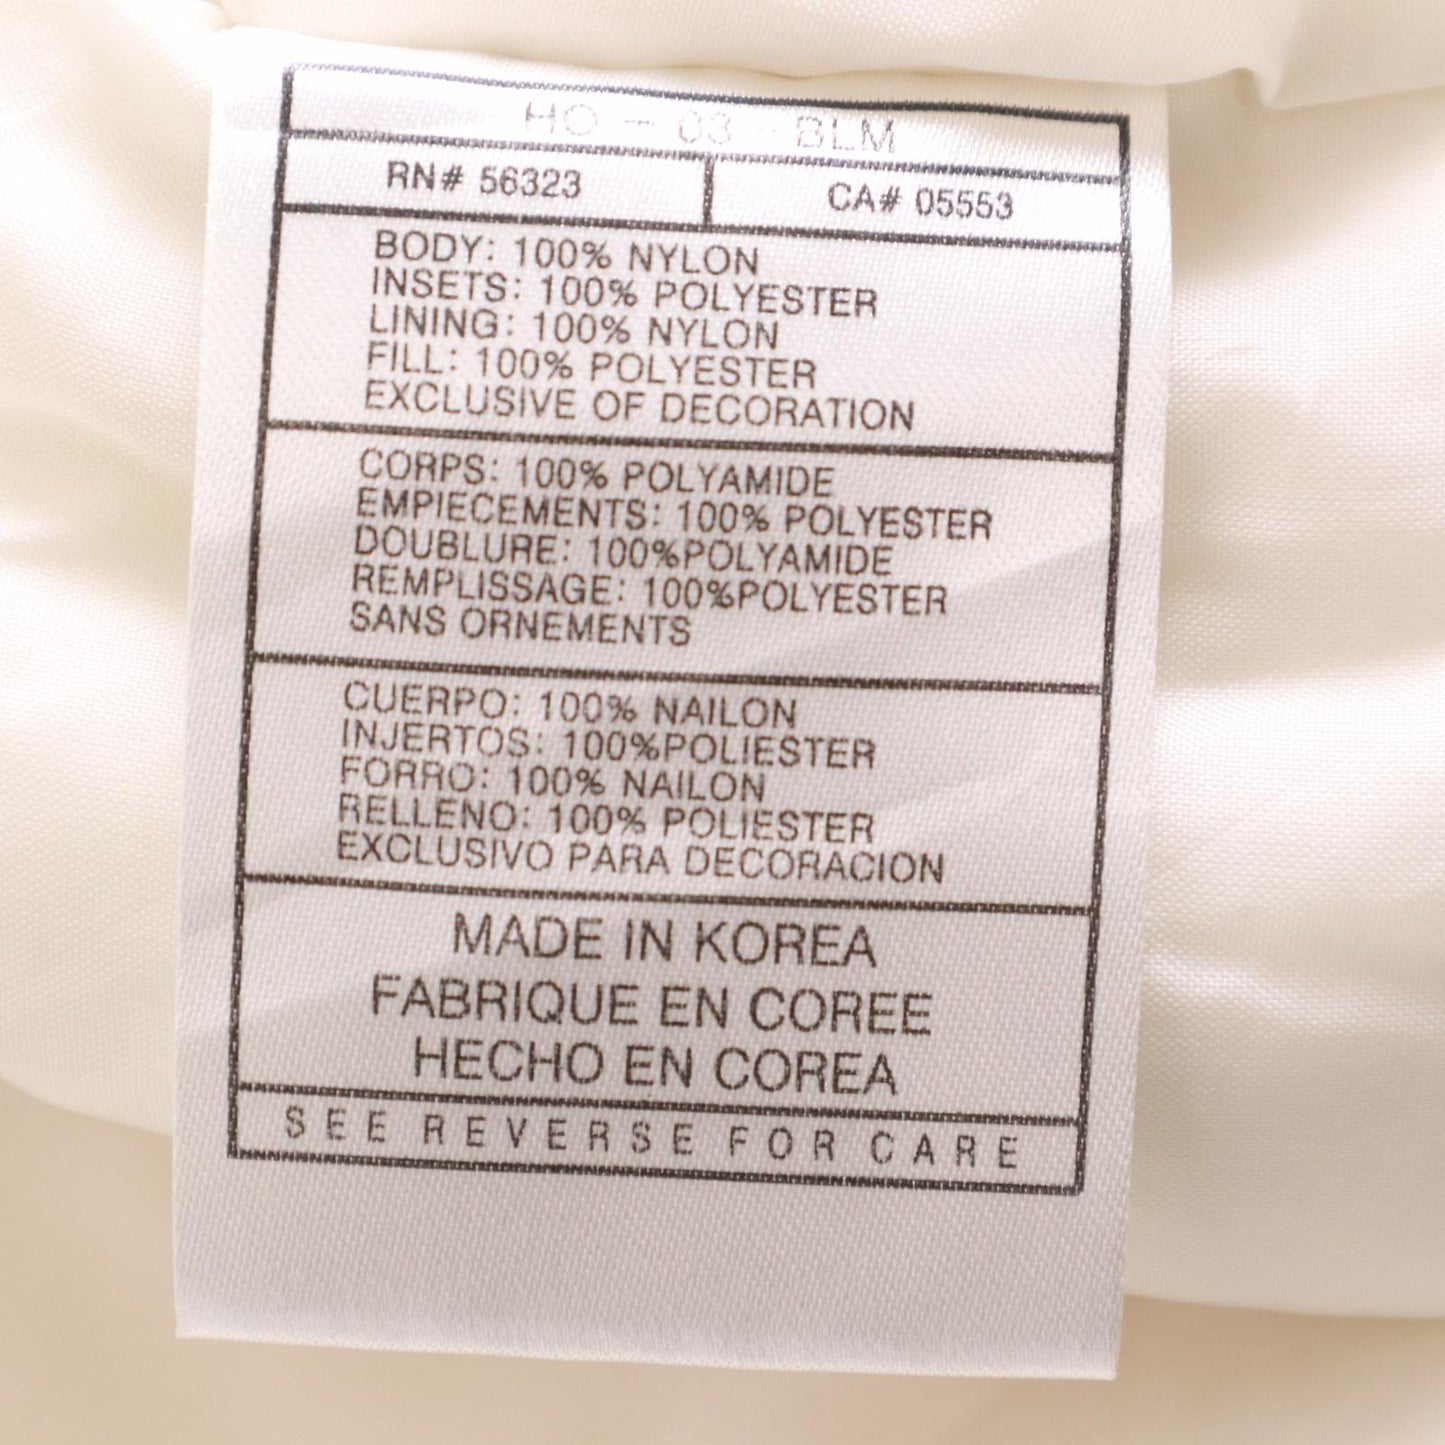 HO - 03 - BLM
RN# 56323 CA# 05553
BODY: 100% NYLON
INSETS: 100% POLYESTER
LINING: 100% NYLON
FILL: 100% POLYESTER
EXCLUSIVE OF DECORATION
CORPS: 100% POLYAMIDE
EMPIECEMENTS: 100% POLYESTER
DOUBLURE: 100%POLYAMIDE
REMPLISSAGE: 100%POLYESTER
SANS ORNEMENTS
CUERPO: 100% NAILON
INJERTOS: 100%POLIESTER
FORRO: 100% NAILON
RELLENO: 100% POLIESTER
EXCLUSIVO PARA DECORACION
MADE IN KOREA
FABRIQUE EN COREE
HECHO EN COREA
SEE REVERSE FOR CARE